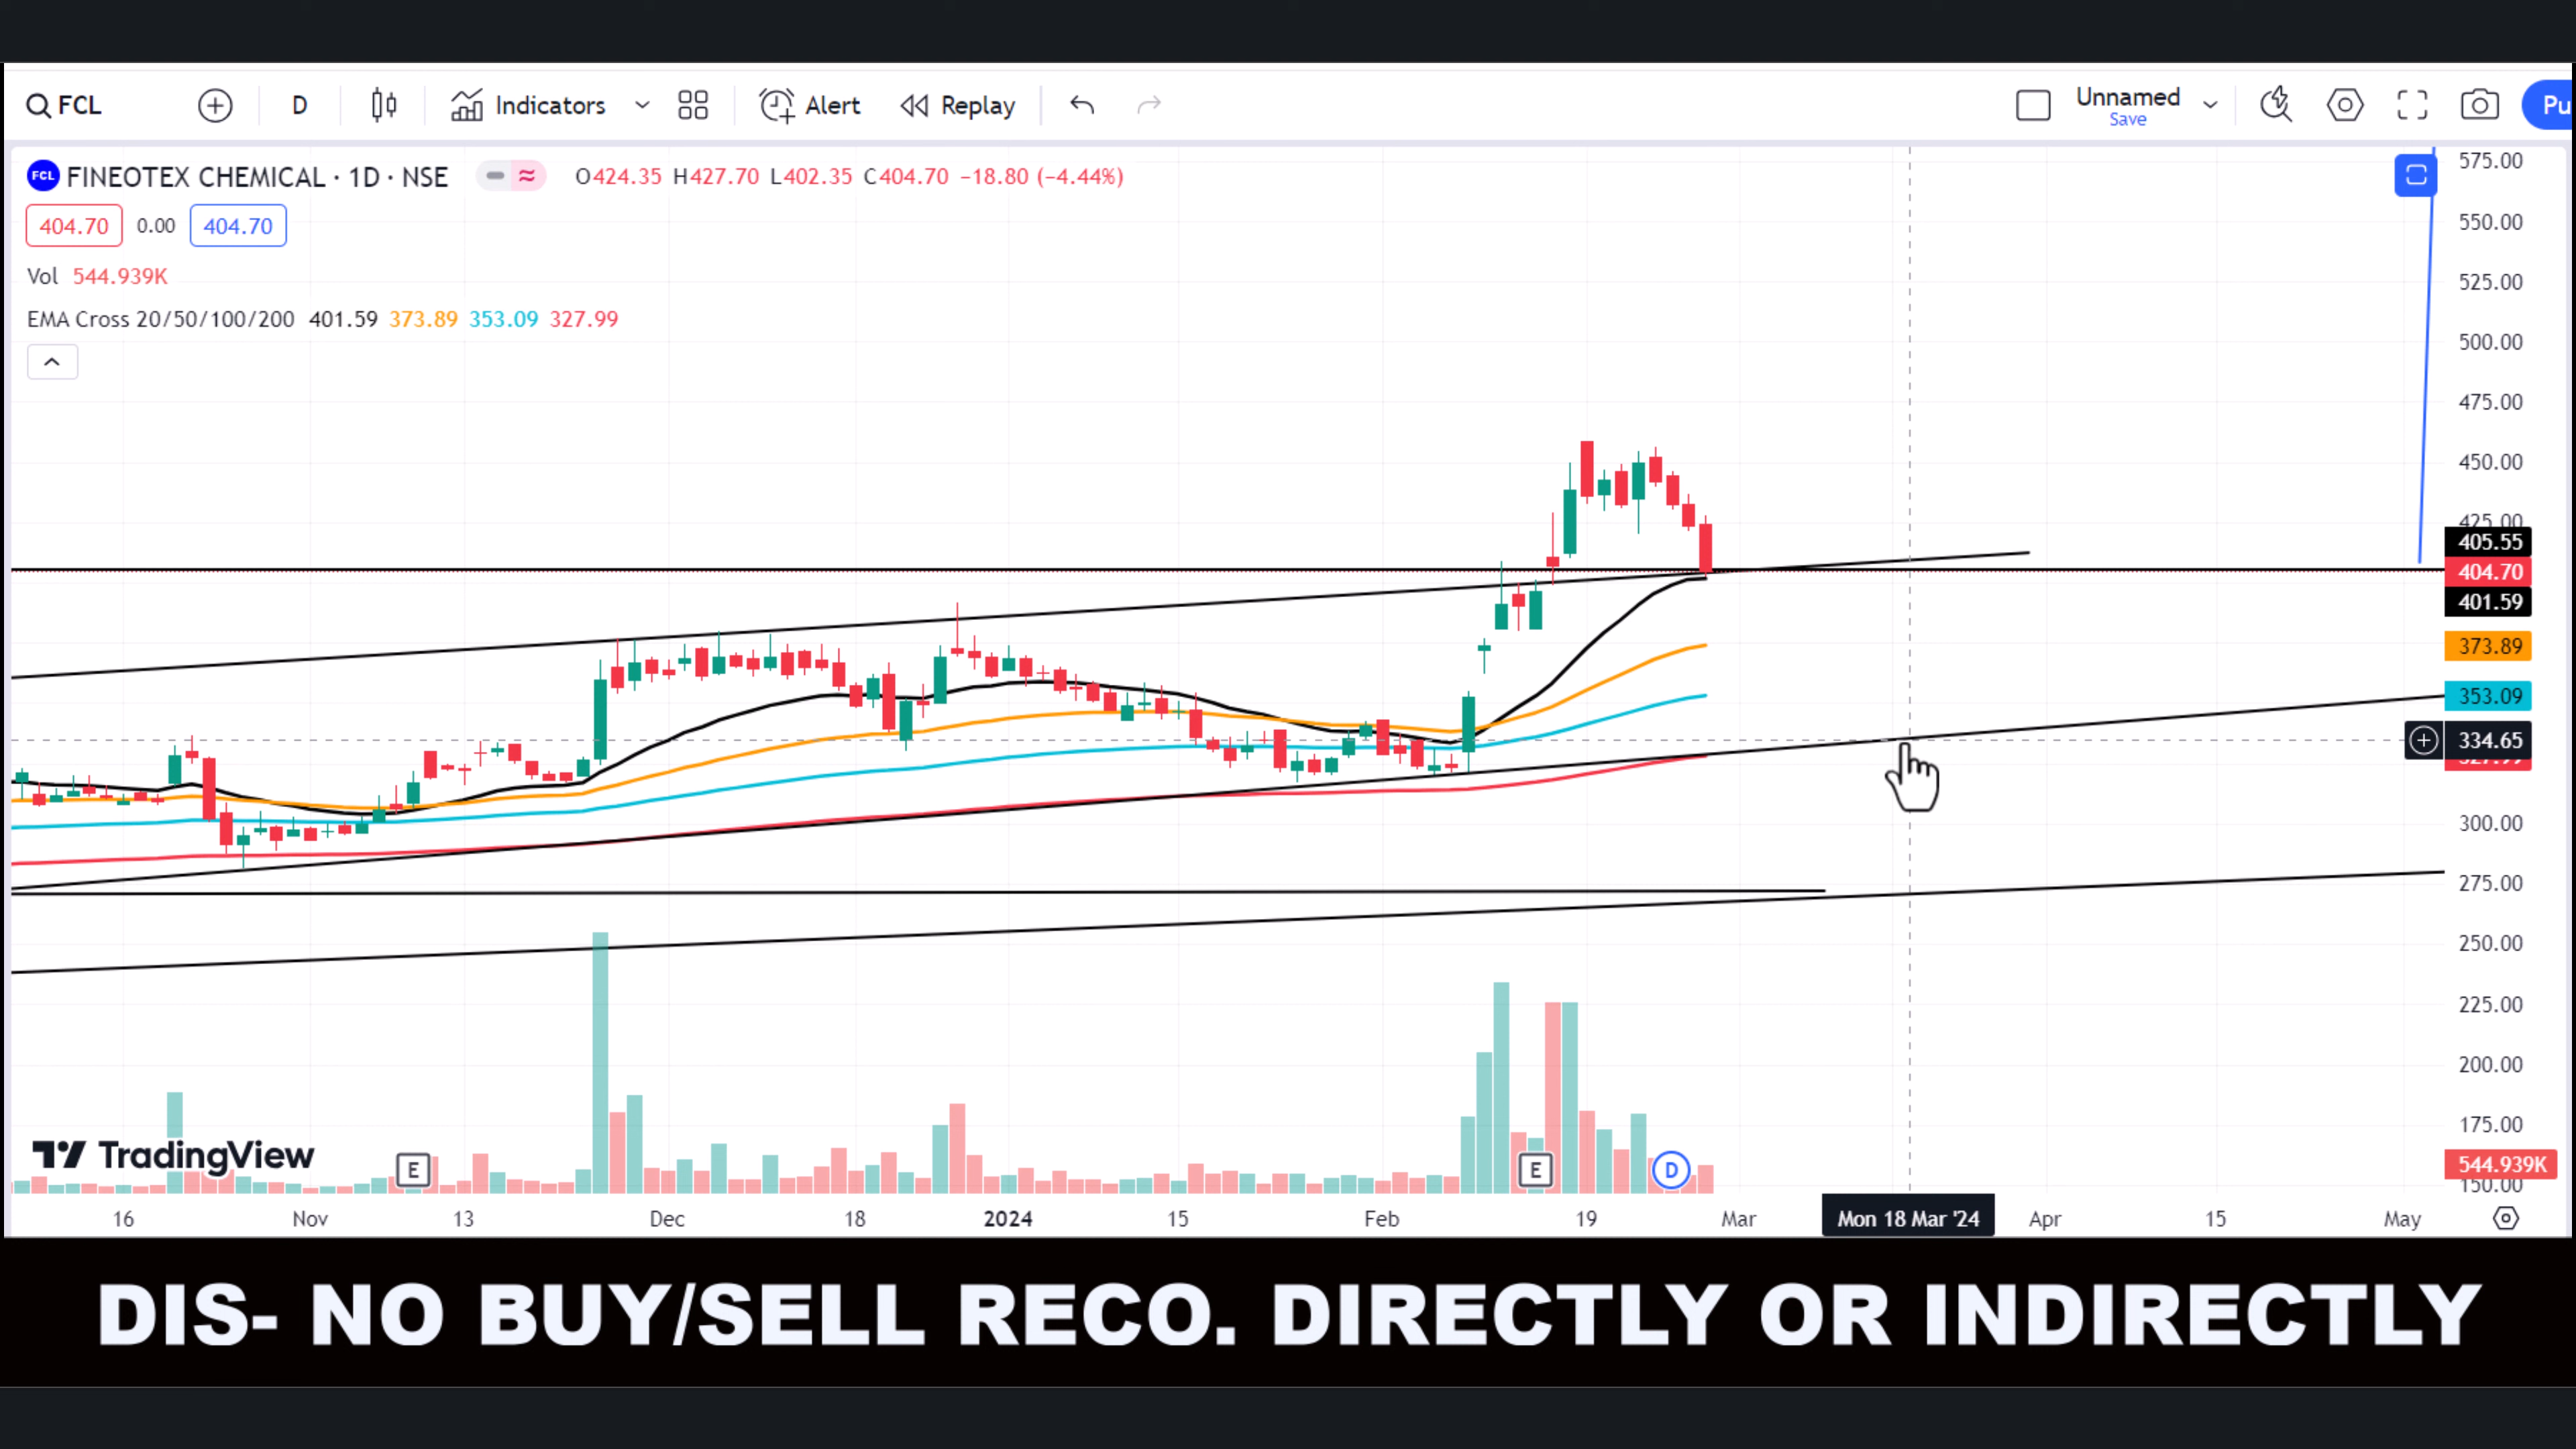 FCL D Indicators Alert Replay Unnamed Pu
Save
FCL FINEOTEX CHEMICAL · 1D · NSE O424.35 H427.70 L402.35 C404.70 −18.80 (−4.44%)
404.70 0.00 404.70
Vol 544.939K
EMA Cross 20/50/100/200 401.59 373.89 353.09 327.99
575.00
550.00
525.00
500.00
475.00
450.00
425.00
405.55
404.70
401.59
373.89
353.09
334.65
327.99
300.00
275.00
250.00
225.00
200.00
175.00
544.939K
150.00
TradingView
E E D
16 Nov 13 Dec 18 2024 15 Feb 19 Mar Mon 18 Mar '24 Apr 15 May
DIS- NO BUY/SELL RECO. DIRECTLY OR INDIRECTLY